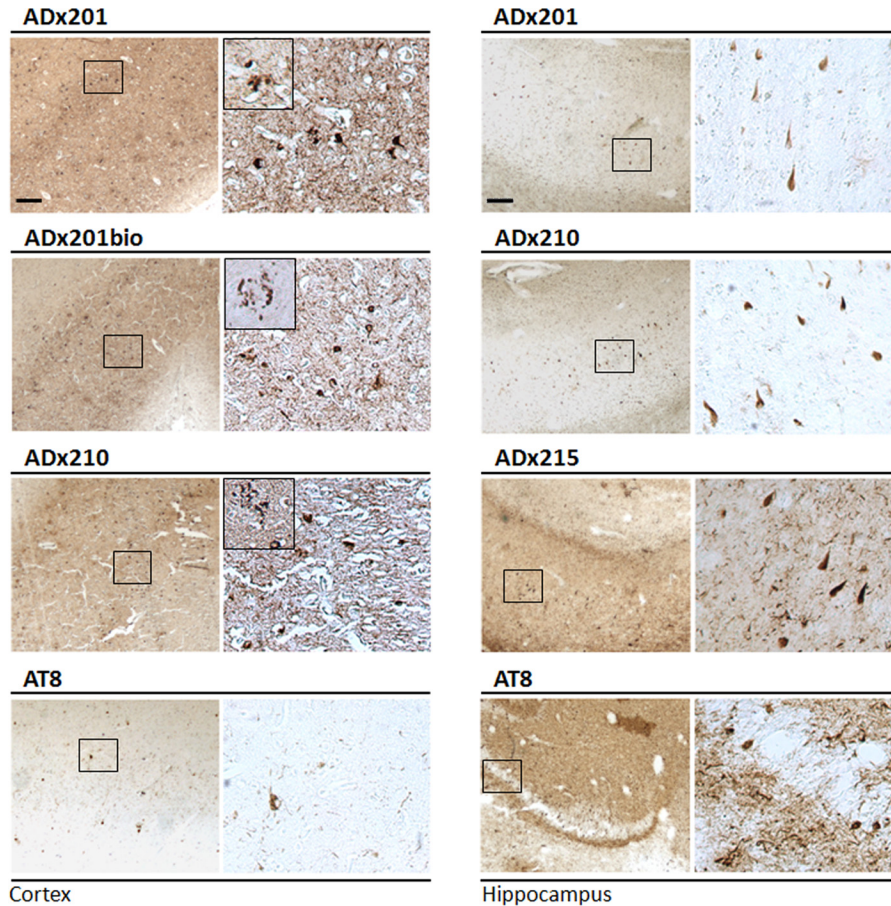 ADx201
ADx201bio
ADx210
AT8
Cortex
ADx201
ADx210
ADx215
AT8
Hippocampus